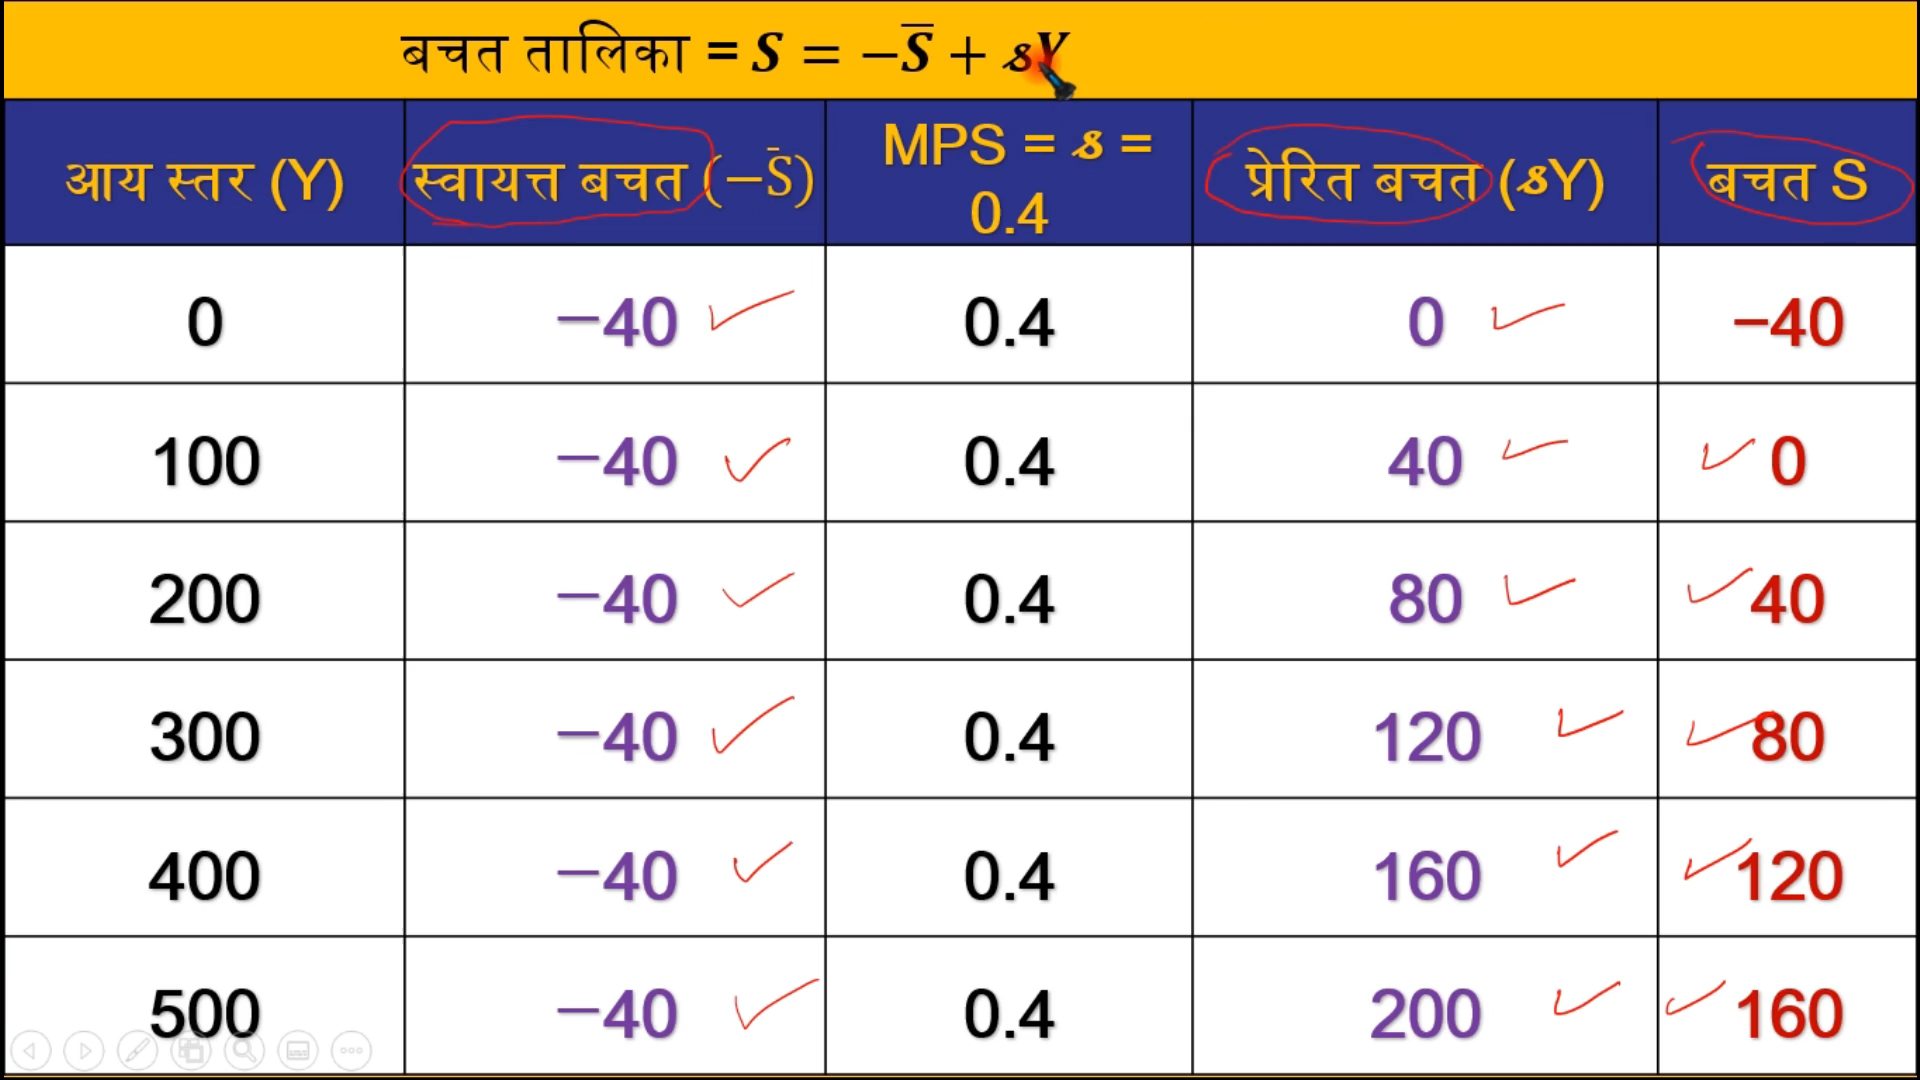 बचत तालिका = 𝑺 = −S̅ + 𝓈Y
आय स्तर (Y) स्वायत्त बचत (−S̄) MPS = 𝓈 = 0.4 प्रेरित बचत (𝓈Y) बचत S
0 −40 0.4 0 −40
100 −40 0.4 40 0
200 −40 0.4 80 40
300 −40 0.4 120 80
400 −40 0.4 160 120
500 −40 0.4 200 160